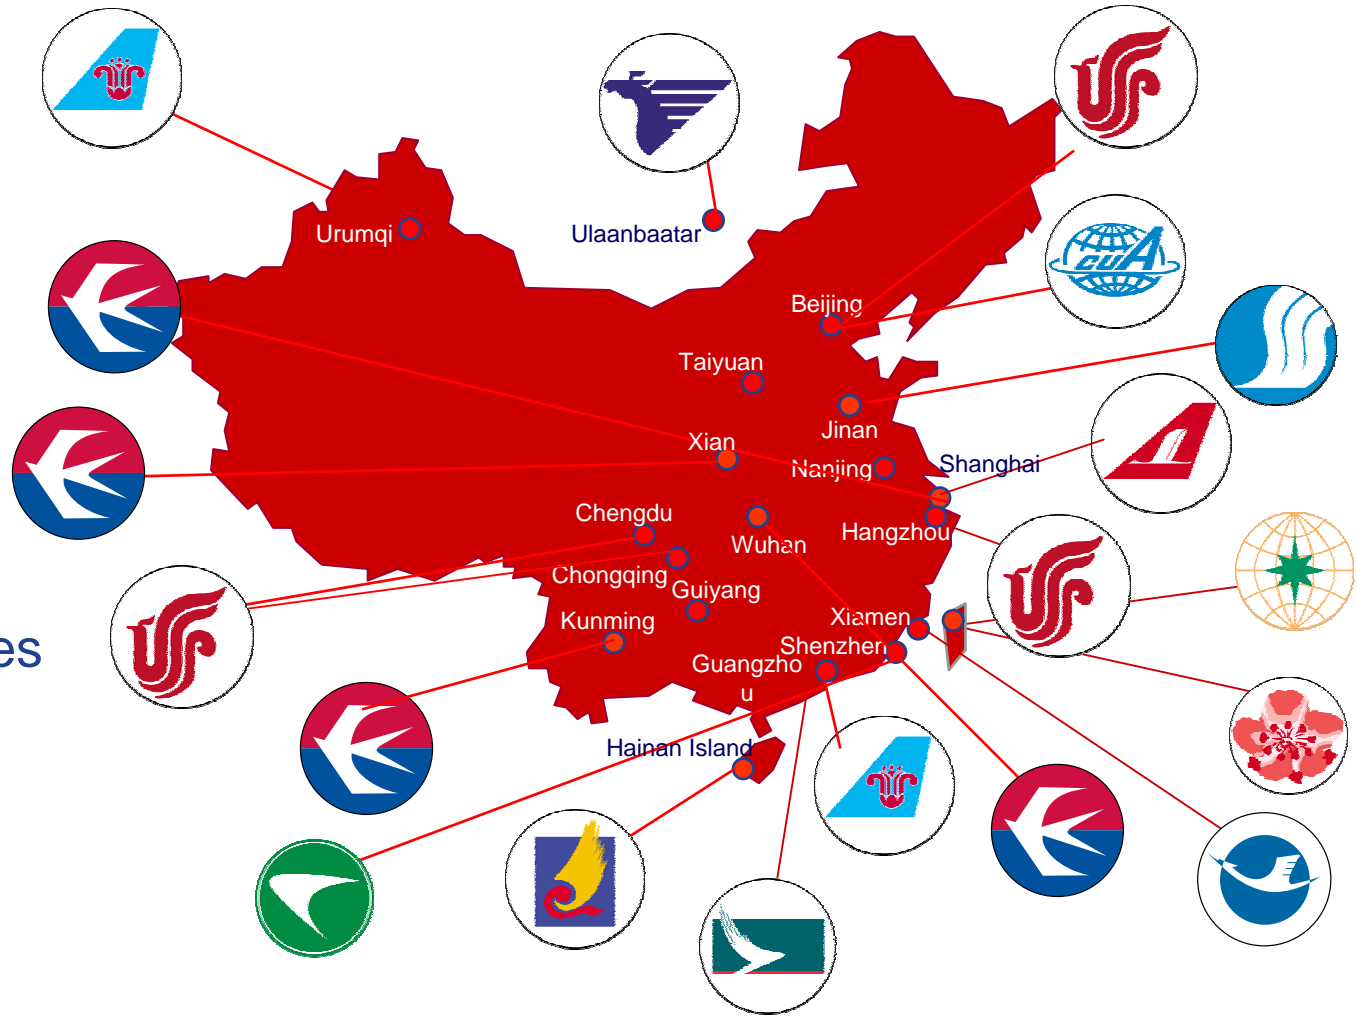 Urumqi
Ulaanbaatar
CUA
Beijing
Taiyuan
Jinan
Xian
Shanghai
Nanjing
Chengdu
Wuhan
Hangzhou
Chongqing
Guiyang
Kunming
Xiamen
es
Shenzhen
Guangzho
u
Hainan Island